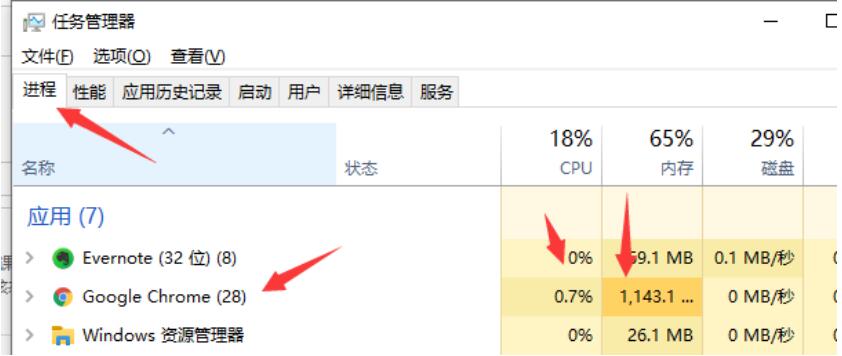 任务管理器
文件(F) 选项(O) 查看(V)
进程 性能 应用历史记录 启动 用户 详细信息 服务
18% 65% 29%
名称 状态 CPU 内存 磁盘
应用 (7)
Evernote (32 位) (8) 0% 59.1 MB 0.1 MB/秒
Google Chrome (28) 0.7% 1,143.1 ... 0 MB/秒
Windows 资源管理器 0% 26.1 MB 0 MB/秒